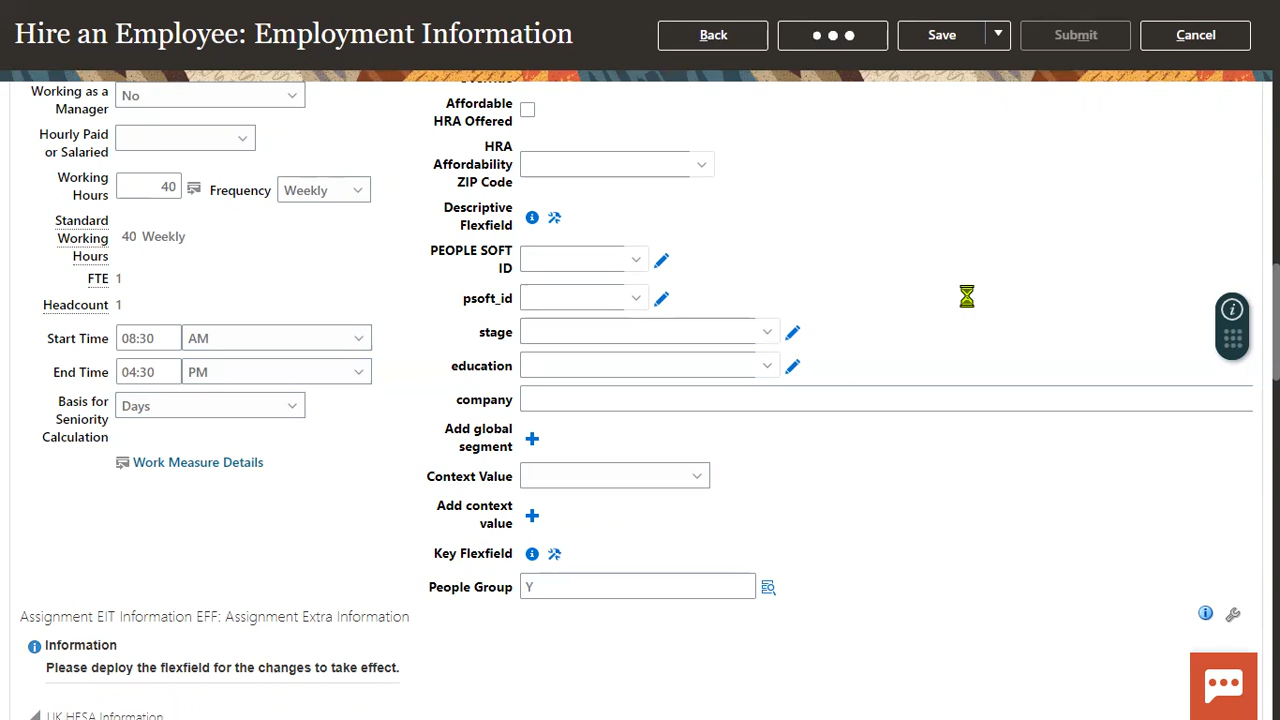 Hire an Employee: Employment Information
Back
Save
Submit
Cancel
Working as a
Manager
No
Hourly Paid
or Salaried
Working
Hours
40
Frequency
Weekly
Standard
Working
Hours
40 Weekly
FTE 1
Headcount 1
Start Time
08:30
AM
End Time
04:30
PM
Basis for
Seniority
Calculation
Days
Work Measure Details
Affordable
HRA Offered
HRA
Affordability
ZIP Code
Descriptive
Flexfield
PEOPLE SOFT
ID
psoft_id
stage
education
company
Add global
segment
Context Value
Add context
value
Key Flexfield
People Group
Y
Assignment EIT Information EFF: Assignment Extra Information
Information
Please deploy the flexfield for the changes to take effect.
UK HESA Information